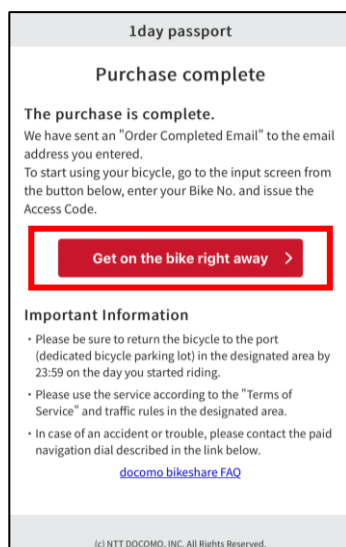 1day passport
Purchase complete
The purchase is complete.
We have sent an "Order Completed Email" to the email
address you entered.
To start using your bicycle, go to the input screen from
the button below, enter your Bike No. and issue the
Access Code.
Get on the bike right away
Important Information
・Please be sure to return the bicycle to the port
(dedicated bicycle parking lot) in the designated area by
23:59 on the day you started riding.
・Please use the service according to the "Terms of
Service" and traffic rules in the designated area.
・In case of an accident or trouble, please contact the paid
navigation dial described in the link below.
docomo bikeshare FAQ
(c) NTT DOCOMO, INC. All Rights Reserved.